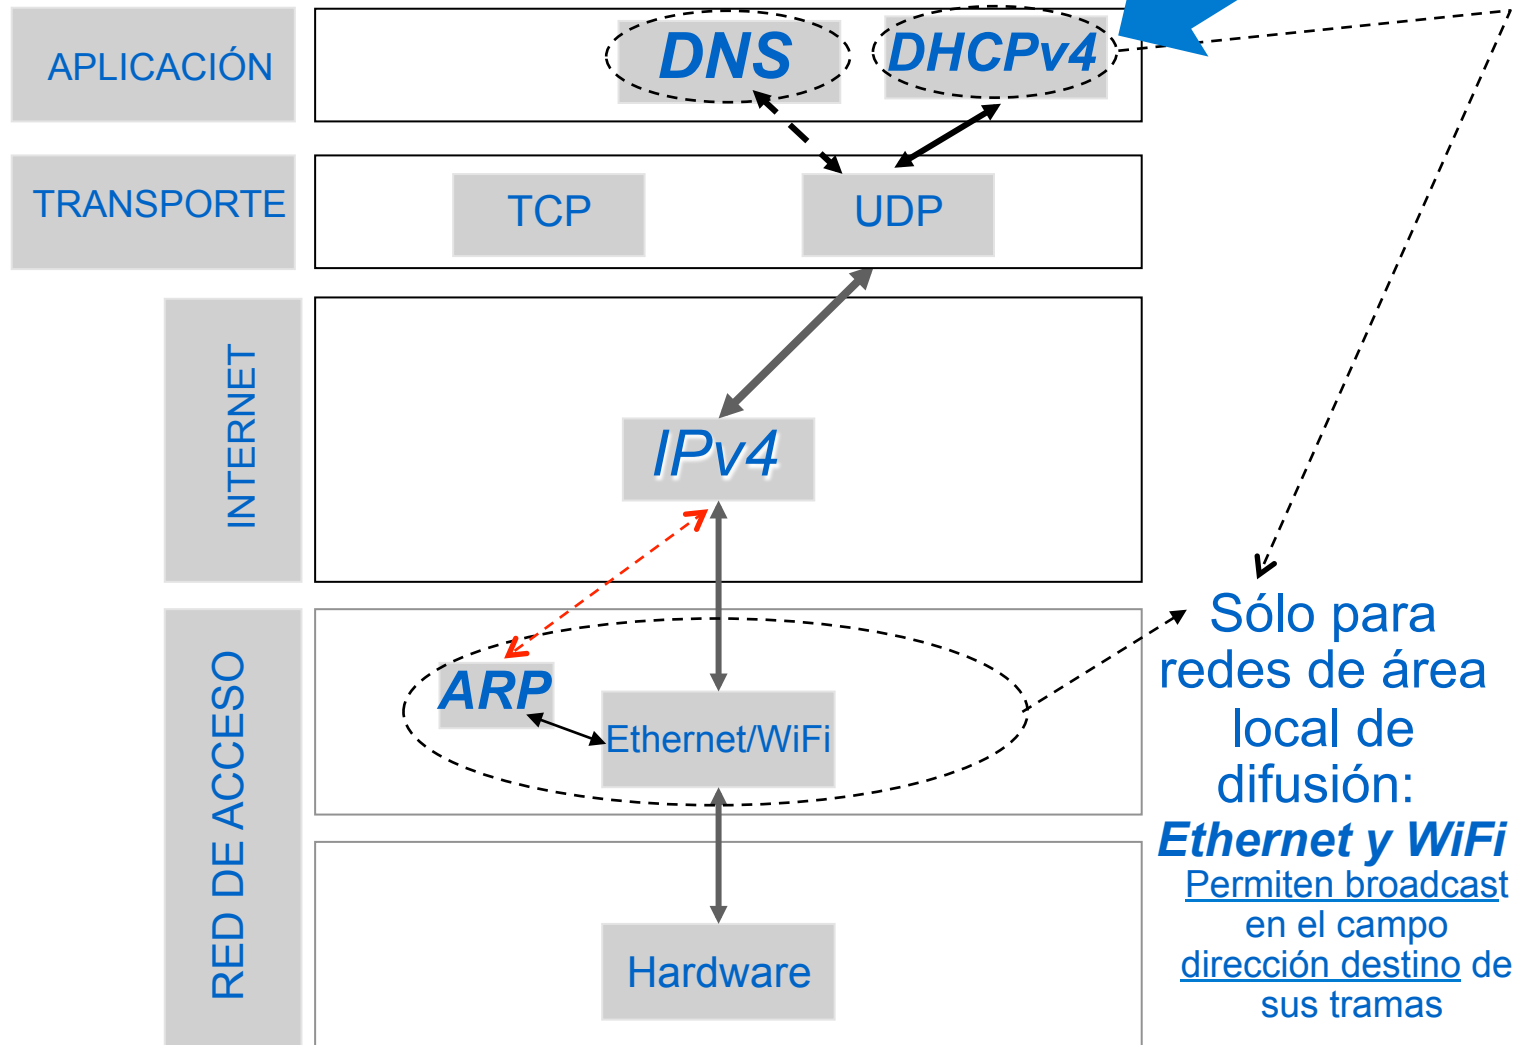 APLICACIÓN
DNS
DHCPv4
TRANSPORTE
TCP
UDP
INTERNET
IPv4
RED DE ACCESO
ARP
Ethernet/WiFi
Hardware
Sólo para
redes de área
local de
difusión:
Ethernet y WiFi
Permiten broadcast
en el campo
dirección destino de
sus tramas